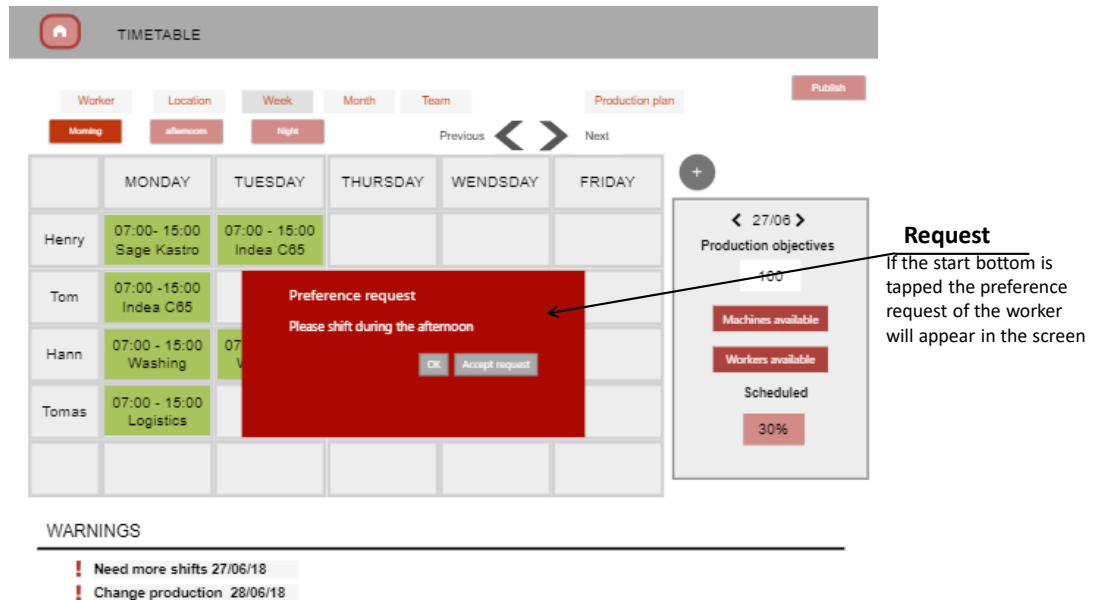 TIMETABLE
Publish
Worker Location Week Month Team Production plan
Morning afternoom Night Previous Next
MONDAY TUESDAY THURSDAY WENDSDAY FRIDAY +
Henry
07:00- 15:00
Sage Kastro
07:00 - 15:00
Indea C65
Tom
07:00 -15:00
Indea C65
Hann
07:00 - 15:00
Washing
07
Tomas
07:00 - 15:00
Logistics
Preference request
Please shift during the afternoon
OK Accept request
27/06
Production objectives
100
Machines available
Workers available
Scheduled
30%
Request
If the start bottom is
tapped the preference
request of the worker
will appear in the screen
WARNINGS
! Need more shifts 27/06/18
! Change production 28/06/18